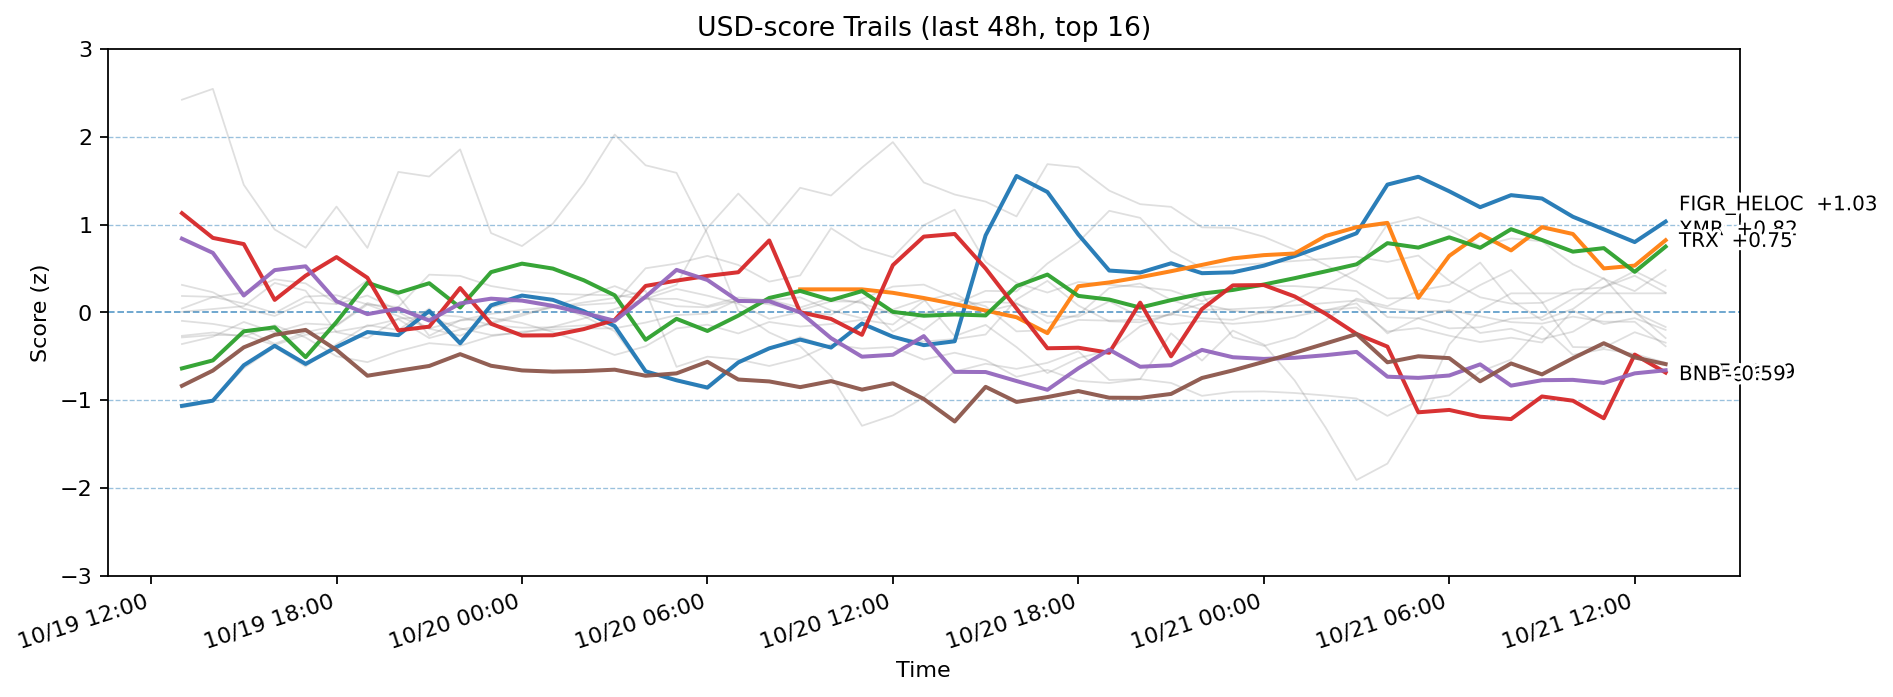 USD-score Trails (last 48h, top 16)
Score (z)
3
2
1
0
−1
−2
−3
FIGR_HELOC +1.03
XMR +0.82
TRX +0.75
BNB
10/19 12:00
10/19 18:00
10/20 00:00
10/20 06:00
10/20 12:00
10/20 18:00
10/21 00:00
10/21 06:00
10/21 12:00
Time